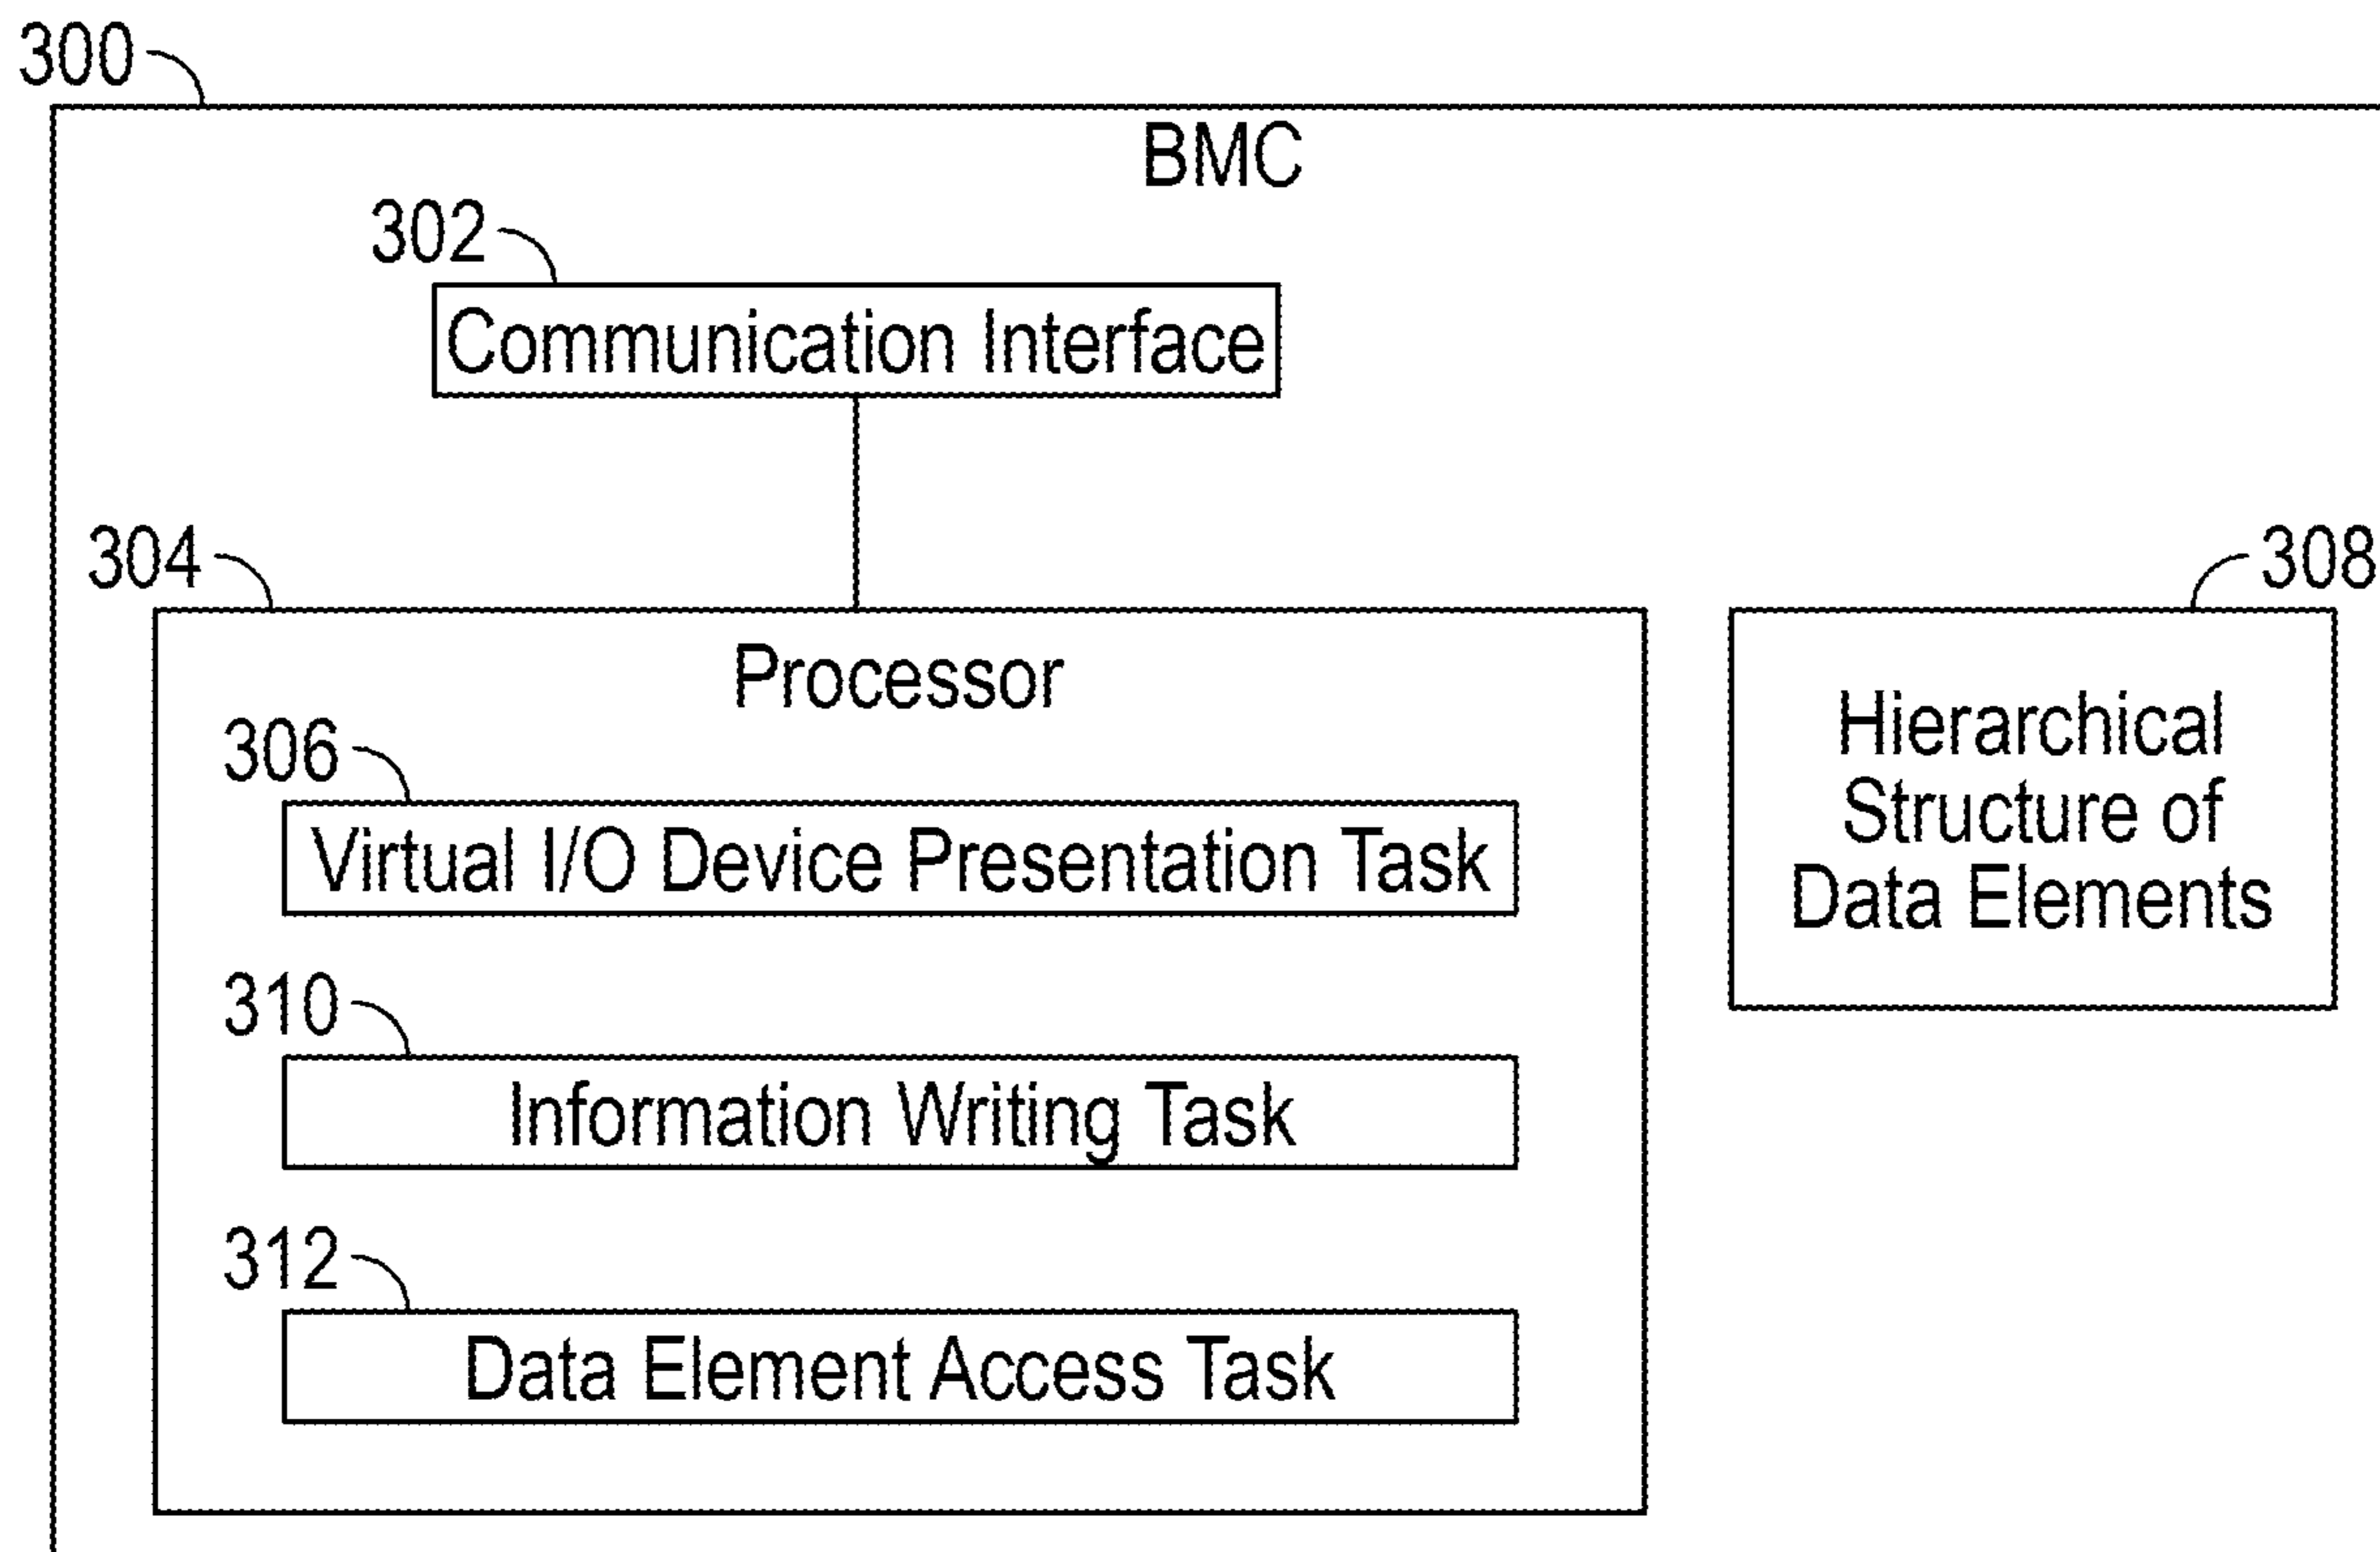 300
BMC
302
Communication Interface
304
308
Processor
306
Virtual I/O Device Presentation Task
310
Information Writing Task
312
Data Element Access Task
Hierarchical
Structure of
Data Elements